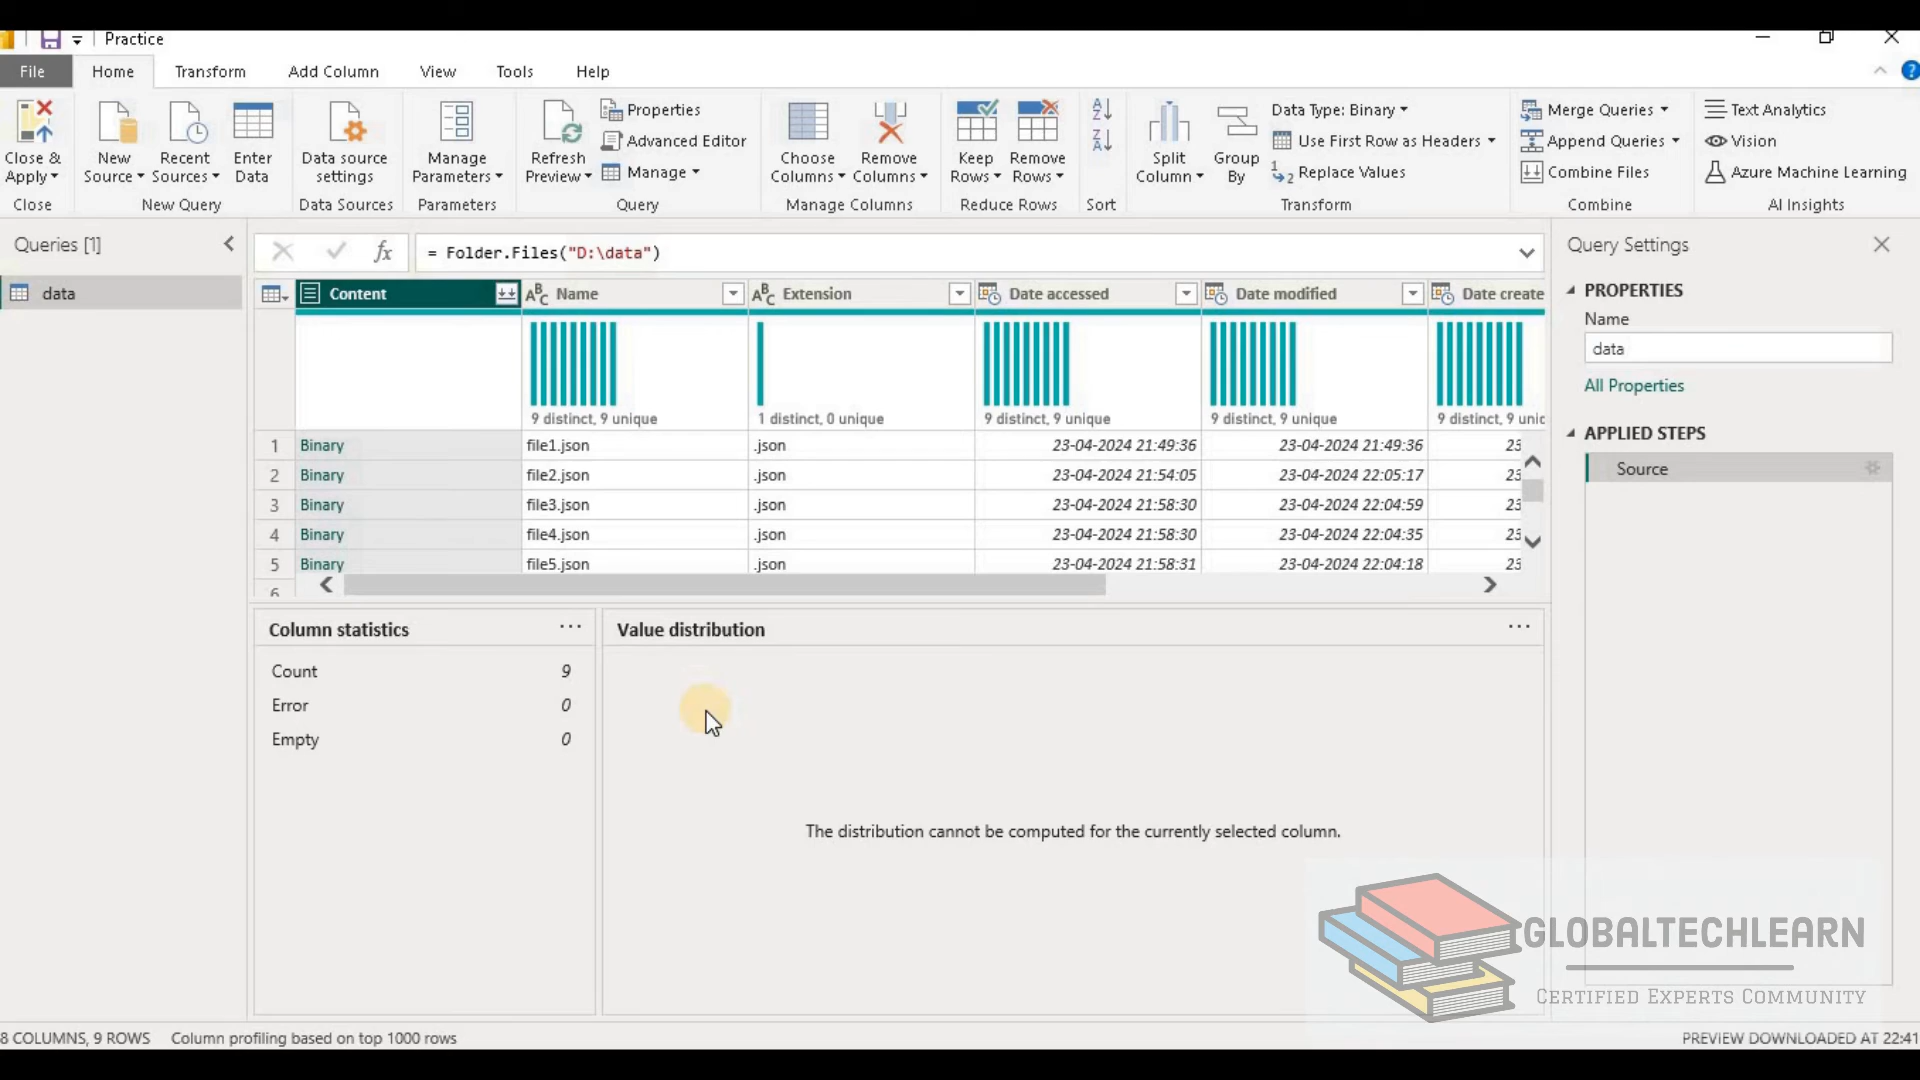 Practice
File Home Transform Add Column View Tools Help
Close & Apply
New Source
Recent Sources
Enter Data
Data source settings
Manage Parameters
Refresh Preview
Properties
Advanced Editor
Manage
Choose Columns
Remove Columns
Keep Rows
Remove Rows
Split Column
Group By
Data Type: Binary
Use First Row as Headers
Replace Values
Merge Queries
Append Queries
Combine Files
Text Analytics
Vision
Azure Machine Learning
Close New Query Data Sources Parameters Query Manage Columns Reduce Rows Sort Transform Combine AI Insights
Queries [1]
data
fx = Folder.Files("D:\data")
Content Name Extension Date accessed Date modified Date create
9 distinct, 9 unique 1 distinct, 0 unique 9 distinct, 9 unique 9 distinct, 9 unique 9 distinct, 9 unic
1 Binary file1.json .json 23-04-2024 21:49:36 23-04-2024 21:49:36 23
2 Binary file2.json .json 23-04-2024 21:54:05 23-04-2024 22:05:17 23
3 Binary file3.json .json 23-04-2024 21:58:30 23-04-2024 22:04:59 23
4 Binary file4.json .json 23-04-2024 21:58:30 23-04-2024 22:04:35 23
5 Binary file5.json .json 23-04-2024 21:58:31 23-04-2024 22:04:18 23
6
Column statistics
Count 9
Error 0
Empty 0
Value distribution
The distribution cannot be computed for the currently selected column.
Query Settings
PROPERTIES
Name
data
All Properties
APPLIED STEPS
Source
GLOBALTECHLEARN
CERTIFIED EXPERTS COMMUNITY
8 COLUMNS, 9 ROWS Column profiling based on top 1000 rows
PREVIEW DOWNLOADED AT 22:41